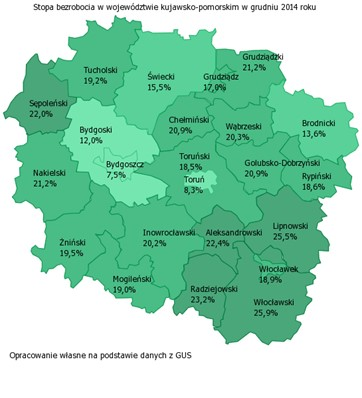 Stopa bezrobocia w województwie kujawsko-pomorskim w grudniu 2014 roku
Grudziądzki
21,2%
Tucholski
19,2%
Świecki
15,5%
Grudziądz
17,0%
Sępoleński
22,0%
Chełmiński
20,9%
Wąbrzeski
20,3%
Brodnicki
13,6%
Bydgoski
12,0%
Bydgoszcz
7,5%
Toruński
18,5%
Toruń
8,3%
Golubsko-Dobrzyński
20,9%
Rypiński
18,6%
Nakielski
21,2%
Żniński
19,5%
Inowrocławski
20,2%
Aleksandrowski
22,4%
Lipnowski
25,5%
Mogileński
19,0%
Radziejowski
23,2%
Włocławek
18,9%
Włocławski
25,9%
Opracowanie własne na podstawie danych z GUS